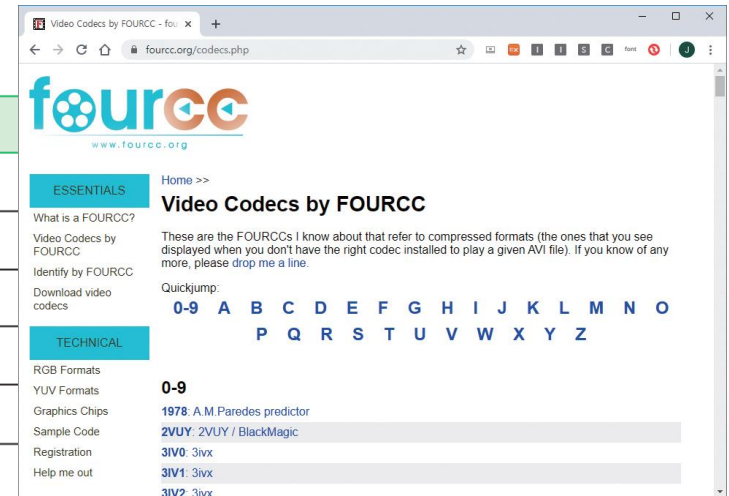 Video Codecs by FOURCC - fou
fourcc.org/codecs.php
fourcc
www.fourcc.org
ESSENTIALS
What is a FOURCC?
Video Codecs by
FOURCC
Identify by FOURCC
Download video
codecs
TECHNICAL
RGB Formats
YUV Formats
Graphics Chips
Sample Code
Registration
Help me out
Home >>
Video Codecs by FOURCC
These are the FOURCCs I know about that refer to compressed formats (the ones that you see
displayed when you don't have the right codec installed to play a given AVI file). If you know of any
more, please drop me a line.
Quickjump:
0-9 A B C D E F G H I J K L M N O
P Q R S T U V W X Y Z
0-9
1978: A.M.Paredes predictor
2VUY: 2VUY / BlackMagic
3IV0: 3ivx
3IV1: 3ivx
3IV2: 3ivx